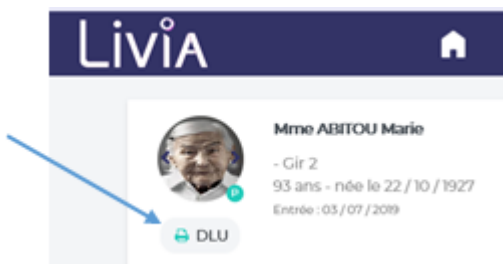 LiviA
Mme ABITOU Marie
- Gir 2
93 ans - née le 22 / 10 / 1927
Entrée : 03 / 07 / 2019
P
DLU